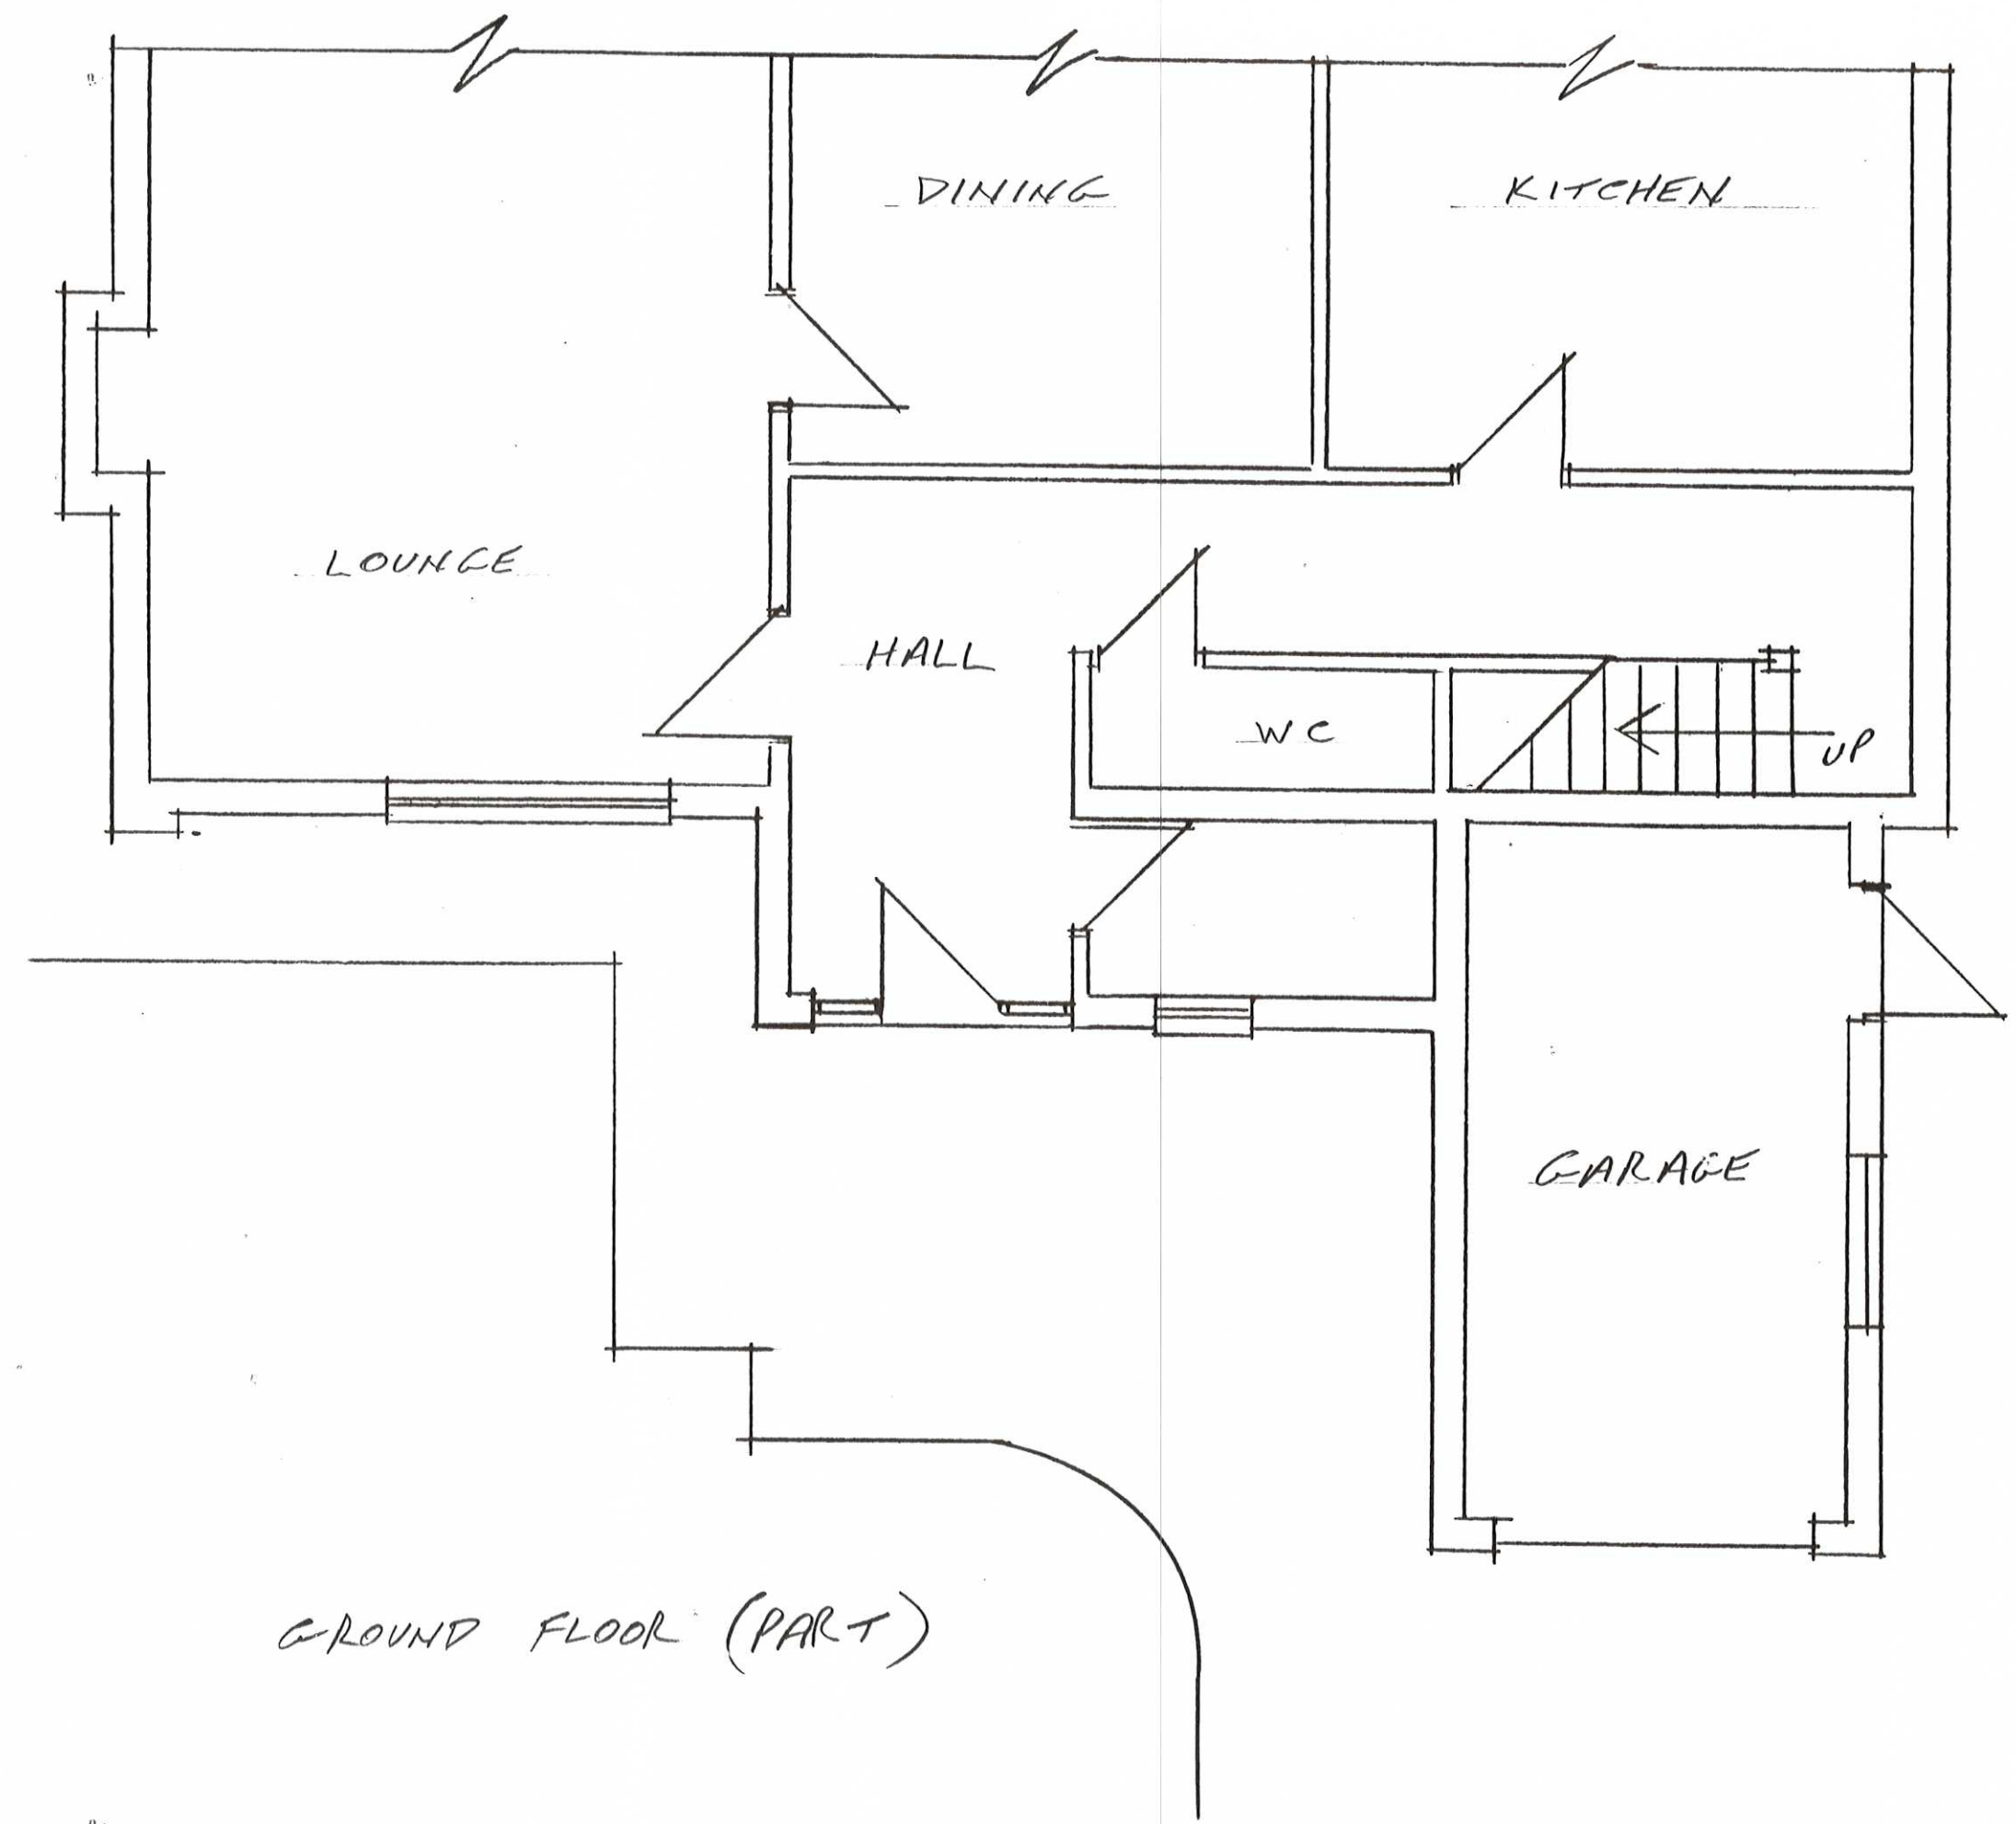 DINING
KITCHEN
LOUNGE
HALL
WC
UP
GARAGE
GROUND FLOOR (PART)